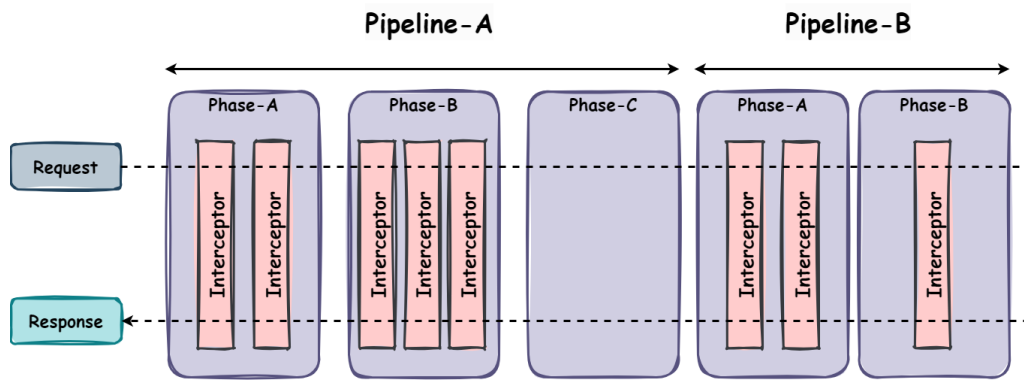 Pipeline-A
Pipeline-B
Phase-A
Phase-B
Phase-C
Phase-A
Phase-B
Request
Interceptor
Interceptor
Interceptor
Interceptor
Interceptor
Interceptor
Interceptor
Interceptor
Response